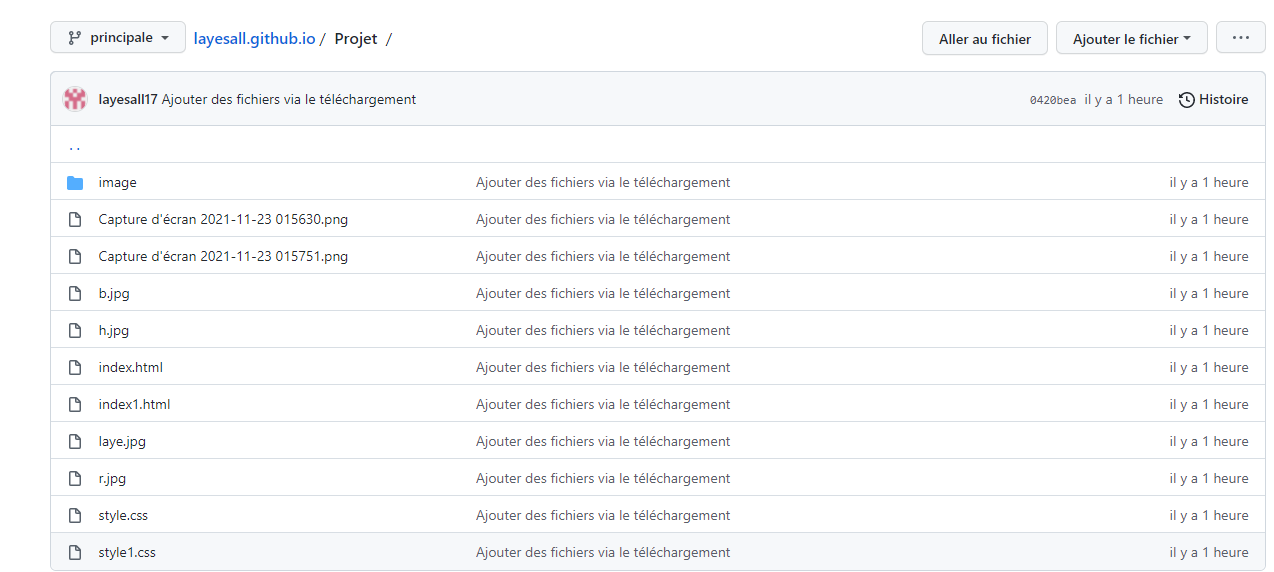 principale layesall.github.io / Projet / Aller au fichier Ajouter le fichier ...
layesall17 Ajouter des fichiers via le téléchargement 0420bea il y a 1 heure Histoire
..
image Ajouter des fichiers via le téléchargement il y a 1 heure
Capture d'écran 2021-11-23 015630.png Ajouter des fichiers via le téléchargement il y a 1 heure
Capture d'écran 2021-11-23 015751.png Ajouter des fichiers via le téléchargement il y a 1 heure
b.jpg Ajouter des fichiers via le téléchargement il y a 1 heure
h.jpg Ajouter des fichiers via le téléchargement il y a 1 heure
index.html Ajouter des fichiers via le téléchargement il y a 1 heure
index1.html Ajouter des fichiers via le téléchargement il y a 1 heure
laye.jpg Ajouter des fichiers via le téléchargement il y a 1 heure
r.jpg Ajouter des fichiers via le téléchargement il y a 1 heure
style.css Ajouter des fichiers via le téléchargement il y a 1 heure
style1.css Ajouter des fichiers via le téléchargement il y a 1 heure